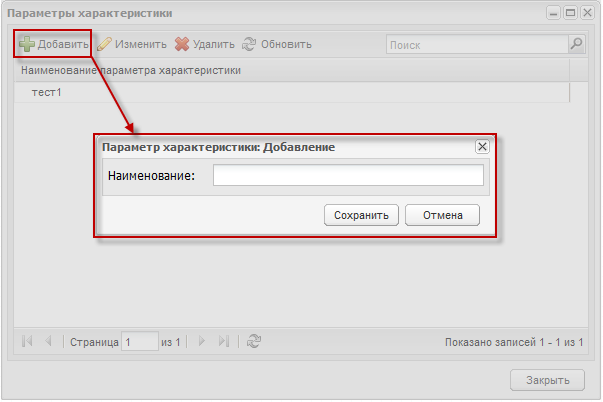 Параметры характеристики
Добавить Изменить Удалить Обновить Поиск
Наименование параметра характеристики
тест1
Параметр характеристики: Добавление
Наименование:
Сохранить Отмена
Страница 1 из 1 Показано записей 1 - 1 из 1
Закрыть